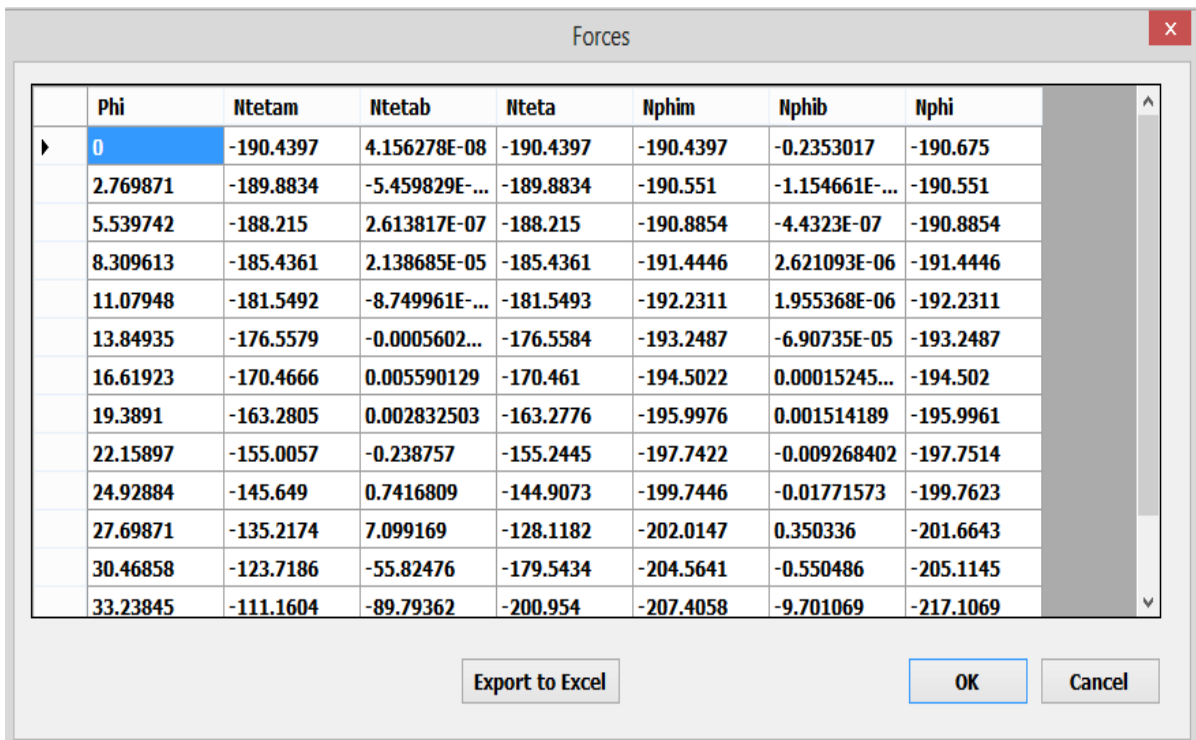 Forces
x
Phi Ntetam Ntetab Nteta Nphim Nphib Nphi
0 -190.4397 4.156278E-08 -190.4397 -190.4397 -0.2353017 -190.675
2.769871 -189.8834 -5.459829E-... -189.8834 -190.551 -1.154661E-... -190.551
5.539742 -188.215 2.613817E-07 -188.215 -190.8854 -4.4323E-07 -190.8854
8.309613 -185.4361 2.138685E-05 -185.4361 -191.4446 2.621093E-06 -191.4446
11.07948 -181.5492 -8.749961E-... -181.5493 -192.2311 1.955368E-06 -192.2311
13.84935 -176.5579 -0.0005602... -176.5584 -193.2487 -6.90735E-05 -193.2487
16.61923 -170.4666 0.005590129 -170.461 -194.5022 0.00015245... -194.502
19.3891 -163.2805 0.002832503 -163.2776 -195.9976 0.001514189 -195.9961
22.15897 -155.0057 -0.238757 -155.2445 -197.7422 -0.009268402 -197.7514
24.92884 -145.649 0.7416809 -144.9073 -199.7446 -0.01771573 -199.7623
27.69871 -135.2174 7.099169 -128.1182 -202.0147 0.350336 -201.6643
30.46858 -123.7186 -55.82476 -179.5434 -204.5641 -0.550486 -205.1145
33.23845 -111.1604 -89.79362 -200.954 -207.4058 -9.701069 -217.1069
Export to Excel OK Cancel